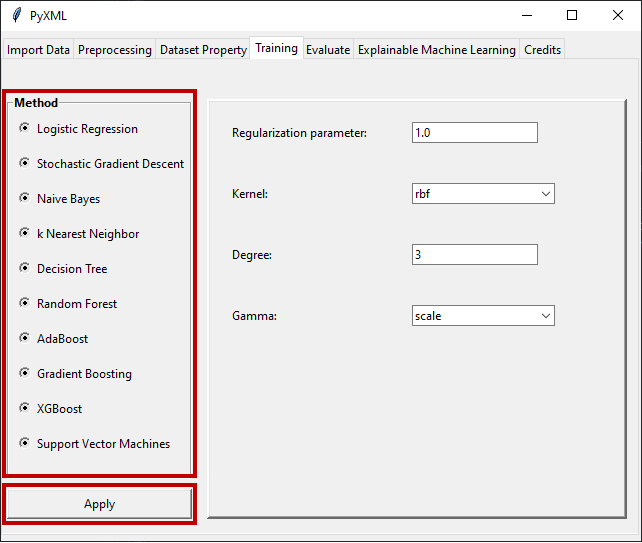 PyXML
Import Data Preprocessing Dataset Property Training Evaluate Explainable Machine Learning Credits
Method
Logistic Regression
Stochastic Gradient Descent
Naive Bayes
k Nearest Neighbor
Decision Tree
Random Forest
AdaBoost
Gradient Boosting
XGBoost
Support Vector Machines
Apply
Regularization parameter: 1.0
Kernel: rbf
Degree: 3
Gamma: scale